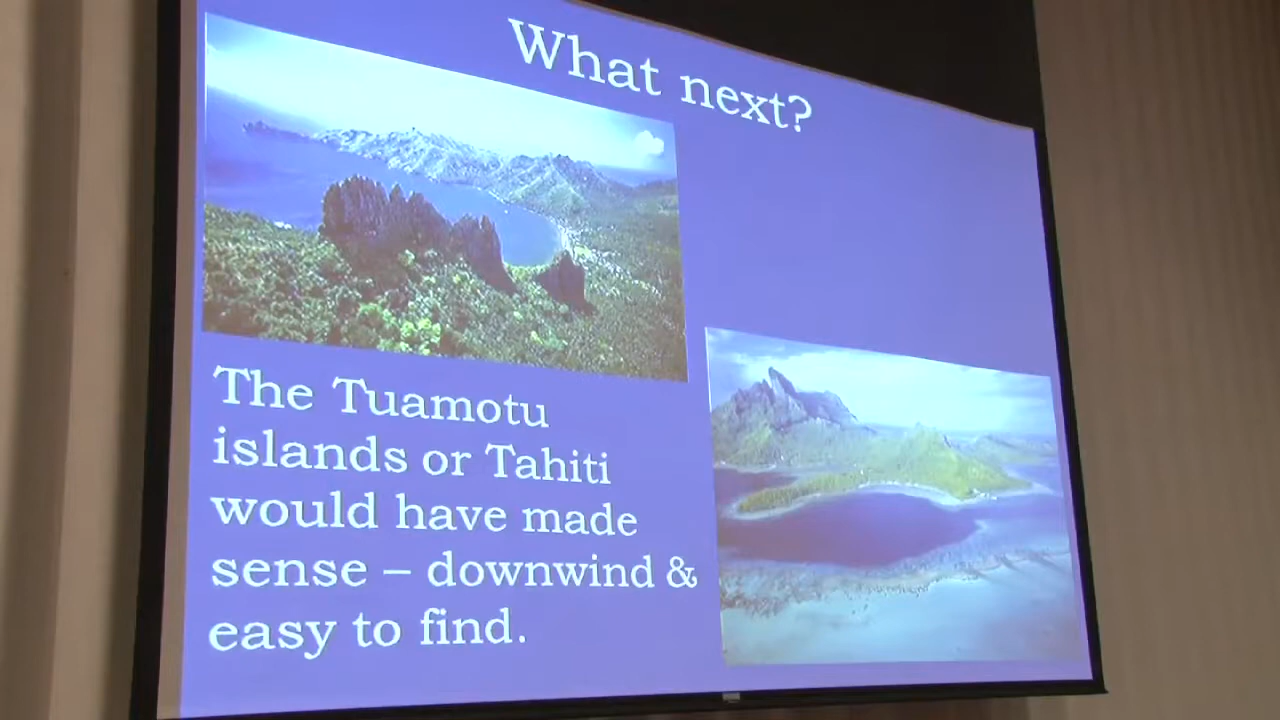 What next?
The Tuamotu
islands or Tahiti
would have made
sense – downwind &
easy to find.